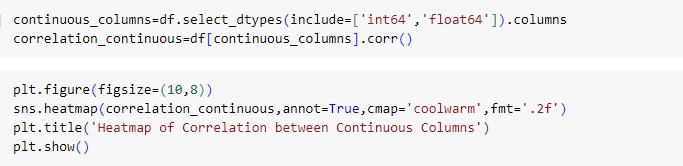 continuous_columns=df.select_dtypes(include=['int64','float64']).columns
correlation_continuous=df[continuous_columns].corr()
plt.figure(figsize=(10,8))
sns.heatmap(correlation_continuous,annot=True,cmap='coolwarm',fmt='.2f')
plt.title('Heatmap of Correlation between Continuous Columns')
plt.show()